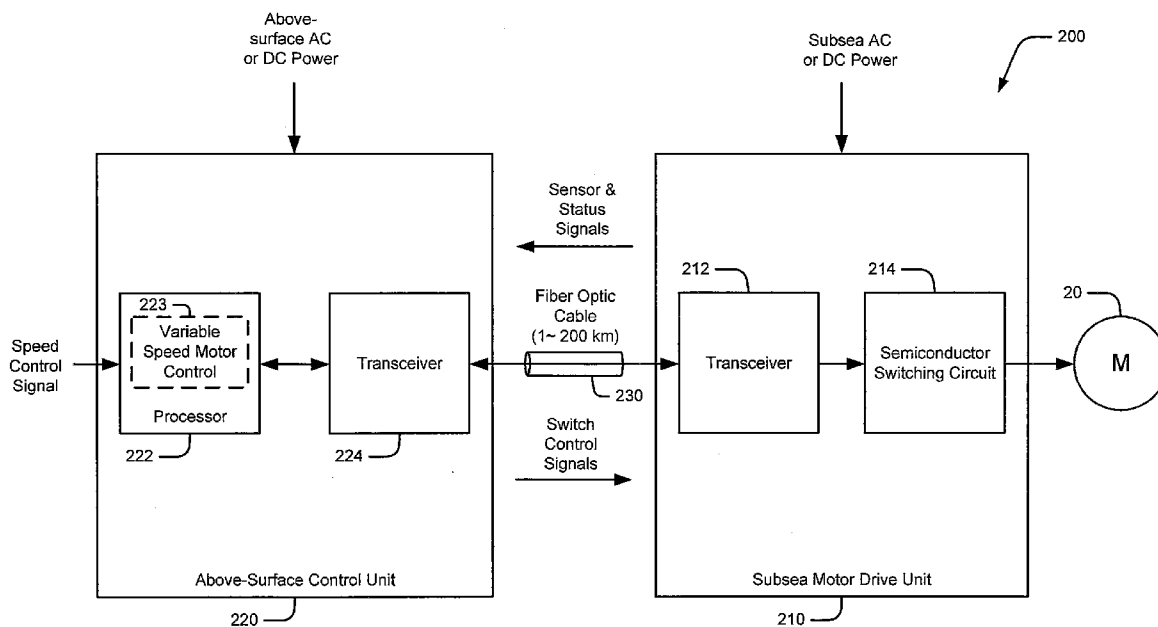 Above-
surface AC
or DC Power
Subsea AC
or DC Power
200
Sensor &
Status
Signals
223
Variable
Speed Motor
Control
Processor
222
Speed
Control
Signal
Transceiver
224
Fiber Optic
Cable
(1~ 200 km)
230
Switch
Control
Signals
212
Transceiver
214
Semiconductor
Switching Circuit
20
M
Above-Surface Control Unit
220
Subsea Motor Drive Unit
210